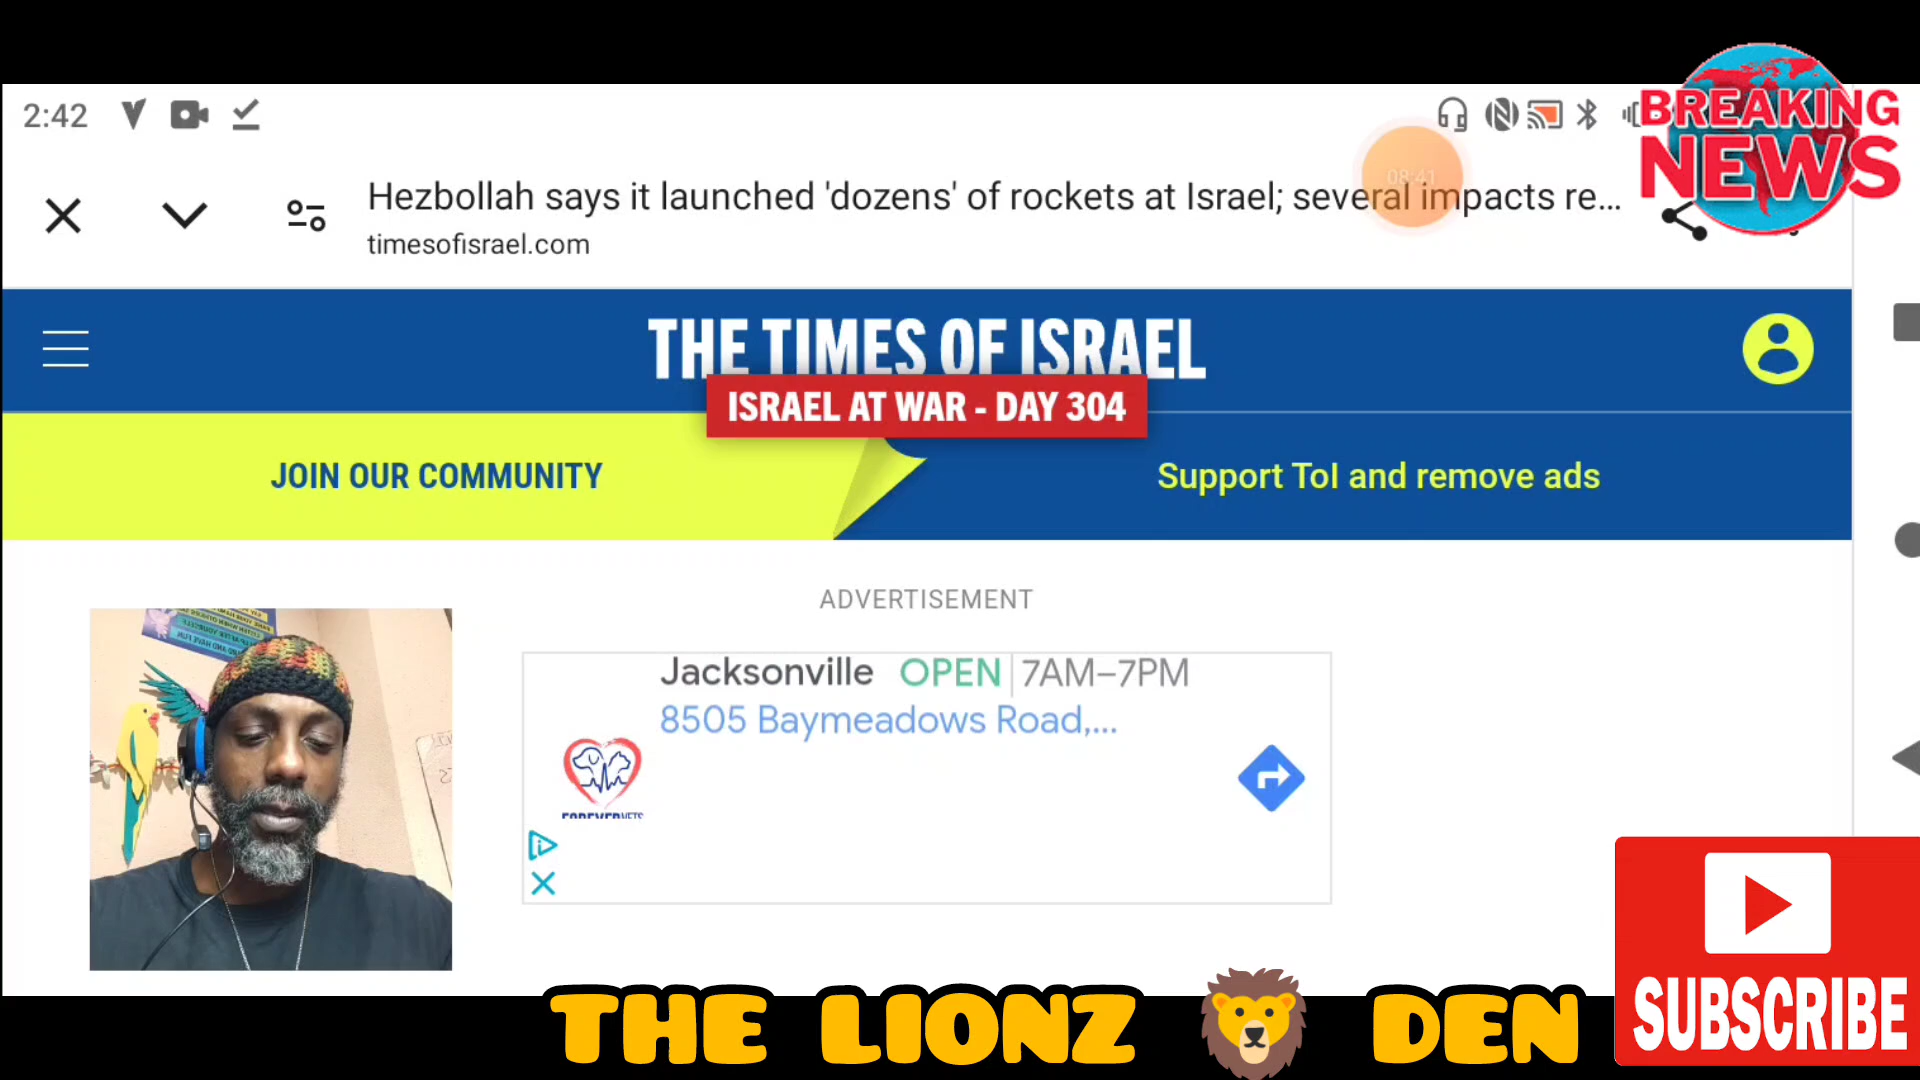 2:42
BREAKING
NEWS
08:41
Hezbollah says it launched 'dozens' of rockets at Israel; several impacts re...
timesofisrael.com
THE TIMES OF ISRAEL
ISRAEL AT WAR - DAY 304
JOIN OUR COMMUNITY
Support ToI and remove ads
ADVERTISEMENT
Jacksonville OPEN | 7AM–7PM
8505 Baymeadows Road,...
THE LIONZ 🦁 DEN
SUBSCRIBE